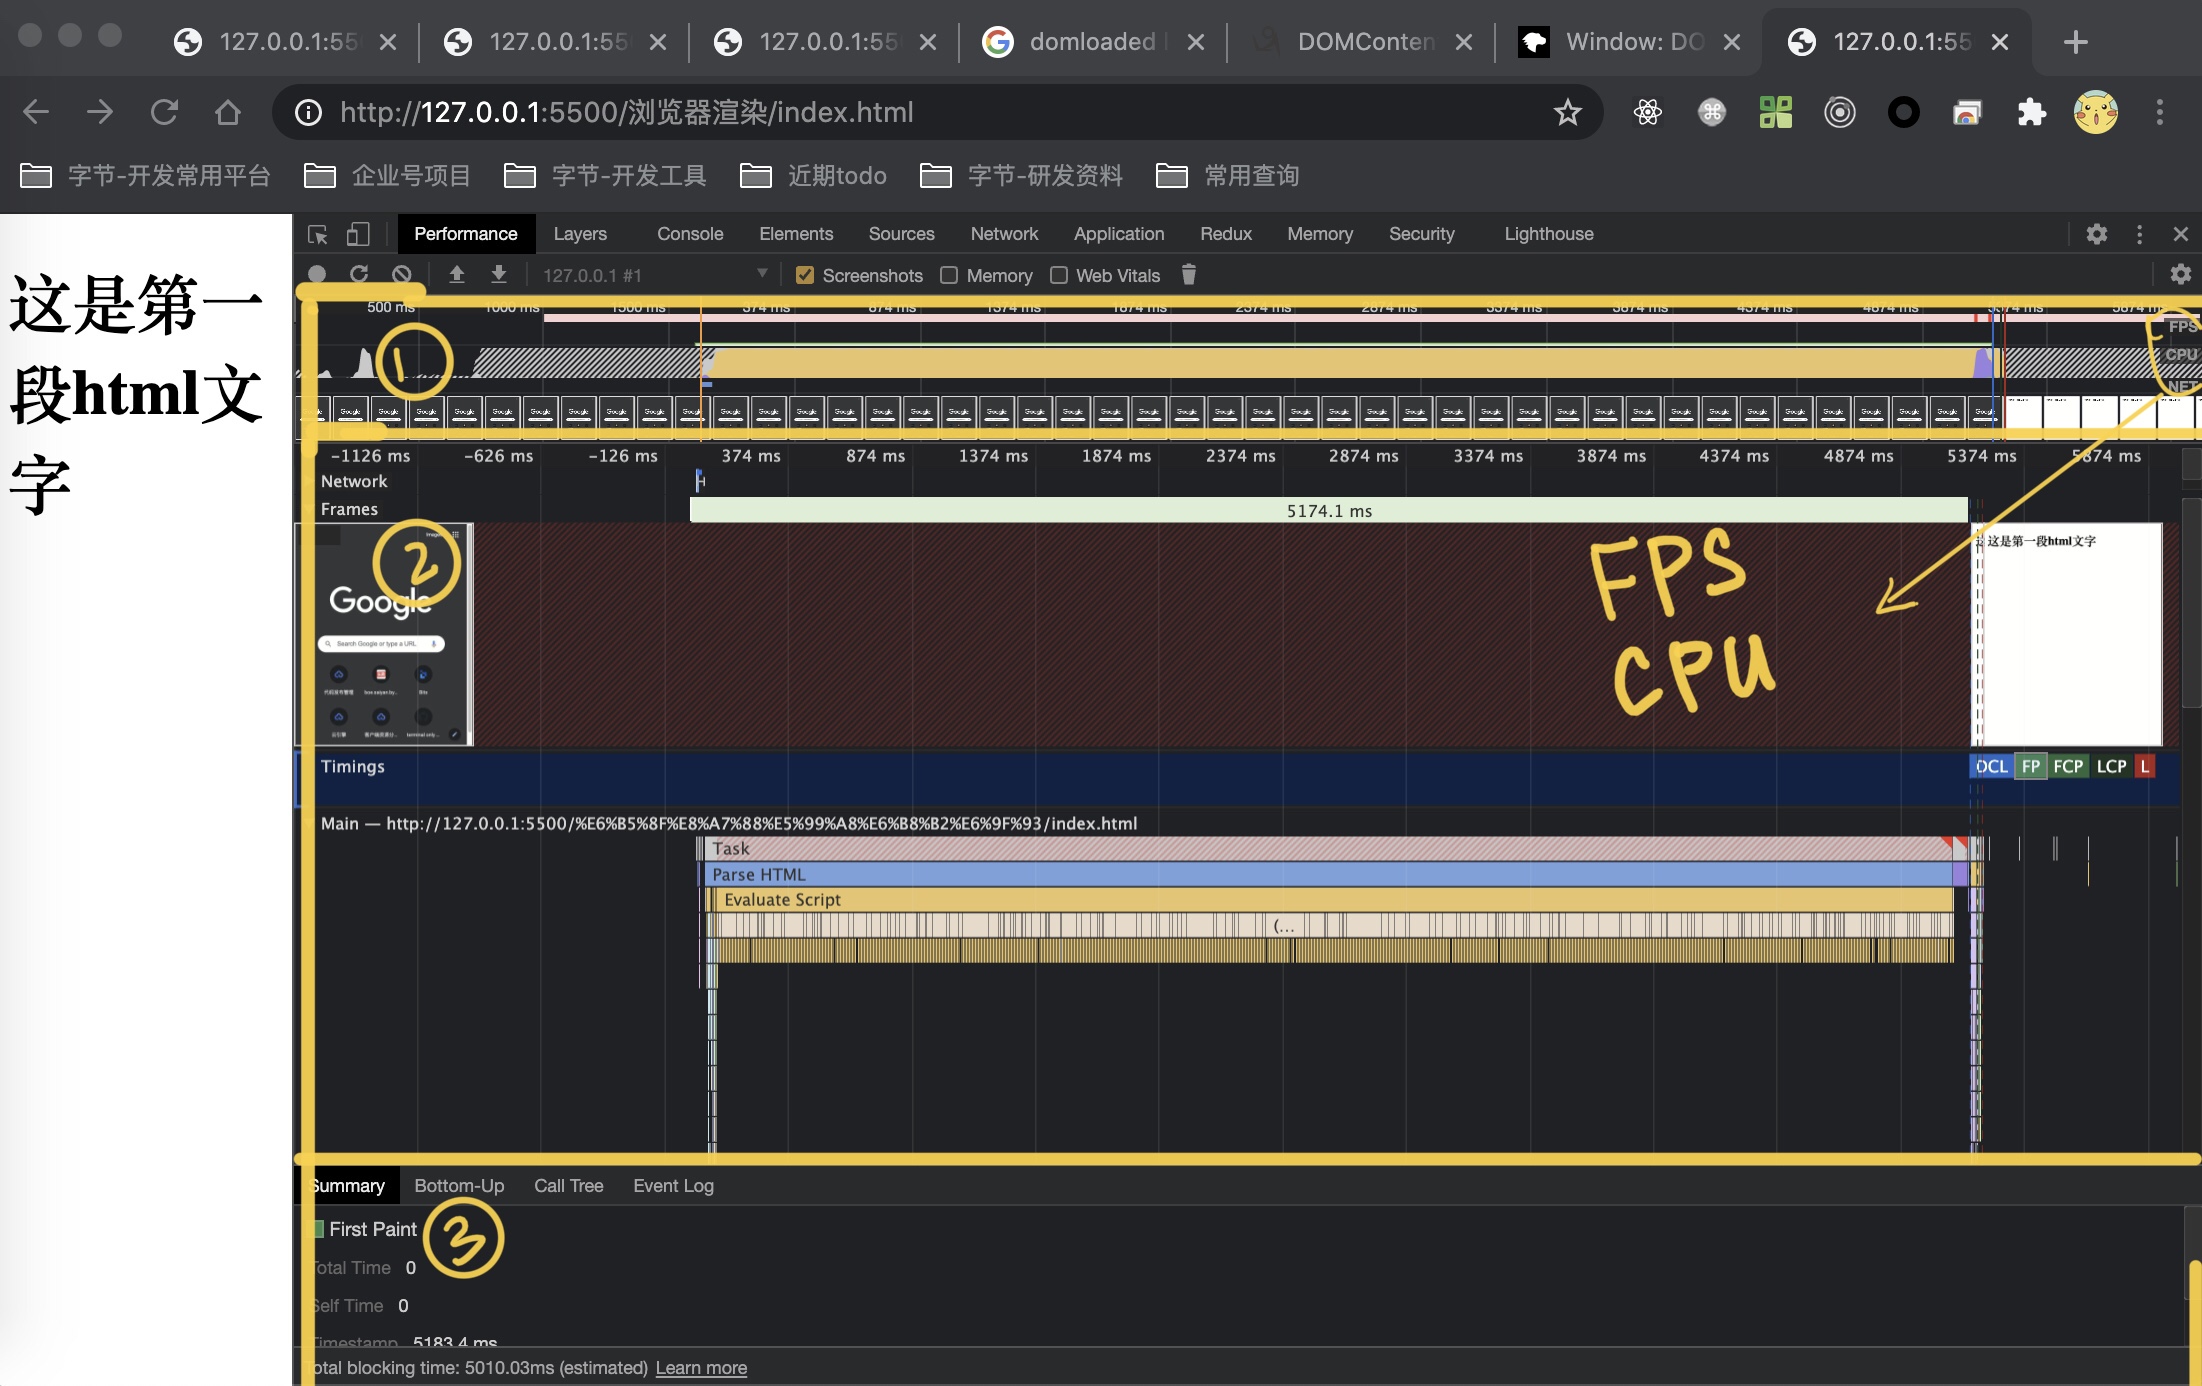 127.0.0.1:55
127.0.0.1:55
127.0.0.1:55
domloaded
DOMConten
Window: DO
127.0.0.1:55
http://127.0.0.1:5500/浏览器渲染/index.html
字节-开发常用平台
企业号项目
字节-开发工具
近期todo
字节-研发资料
常用查询
这是第一
段html文
字
Performance Layers Console Elements Sources Network Application Redux Memory Security Lighthouse
127.0.0.1 #1 Screenshots Memory Web Vitals
500 ms 1000 ms 1500 ms 374 ms 874 ms 1374 ms 1874 ms 2374 ms 2874 ms 3374 ms 3874 ms 4374 ms 4874 ms 5374 ms 5874 ms
FPS
CPU
NET
1
-1126 ms -626 ms -126 ms 374 ms 874 ms 1374 ms 1874 ms 2374 ms 2874 ms 3374 ms 3874 ms 4374 ms 4874 ms 5374 ms 5874 ms
Network
Frames
5174.1 ms
2
Google
Search Google or type a URL
FPS
CPU
这是第一段html文字
Timings
DCL FP FCP LCP L
Main — http://127.0.0.1:5500/%E6%B5%8F%E8%A7%88%E5%99%A8%E6%B8%B2%E6%9F%93/index.html
Task
Parse HTML
Evaluate Script
(...
Summary Bottom-Up Call Tree Event Log
First Paint
3
Total Time 0
Self Time 0
Timestamp 5183.4 ms
Total blocking time: 5010.03ms (estimated) Learn more